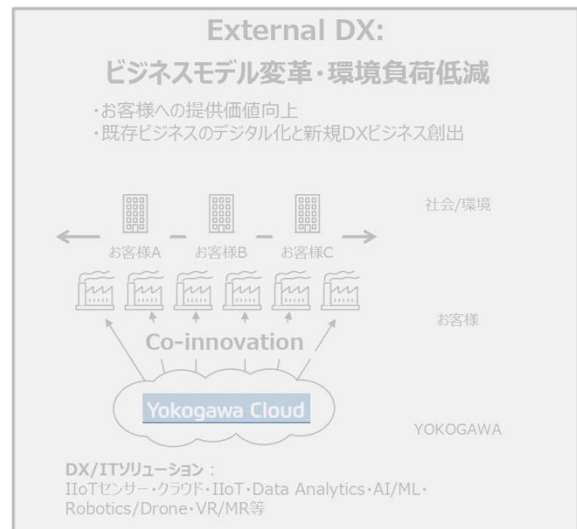 External DX:
ビジネスモデル変革・環境負荷低減
・お客様への提供価値向上
・既存ビジネスのデジタル化と新規DXビジネス創出
社会/環境
お客様A お客様B お客様C
お客様
Co-innovation
Yokogawa Cloud
YOKOGAWA
DX/ITソリューション：
IIoTセンサー・クラウド・IIoT・Data Analytics・AI/ML・
Robotics/Drone・VR/MR等